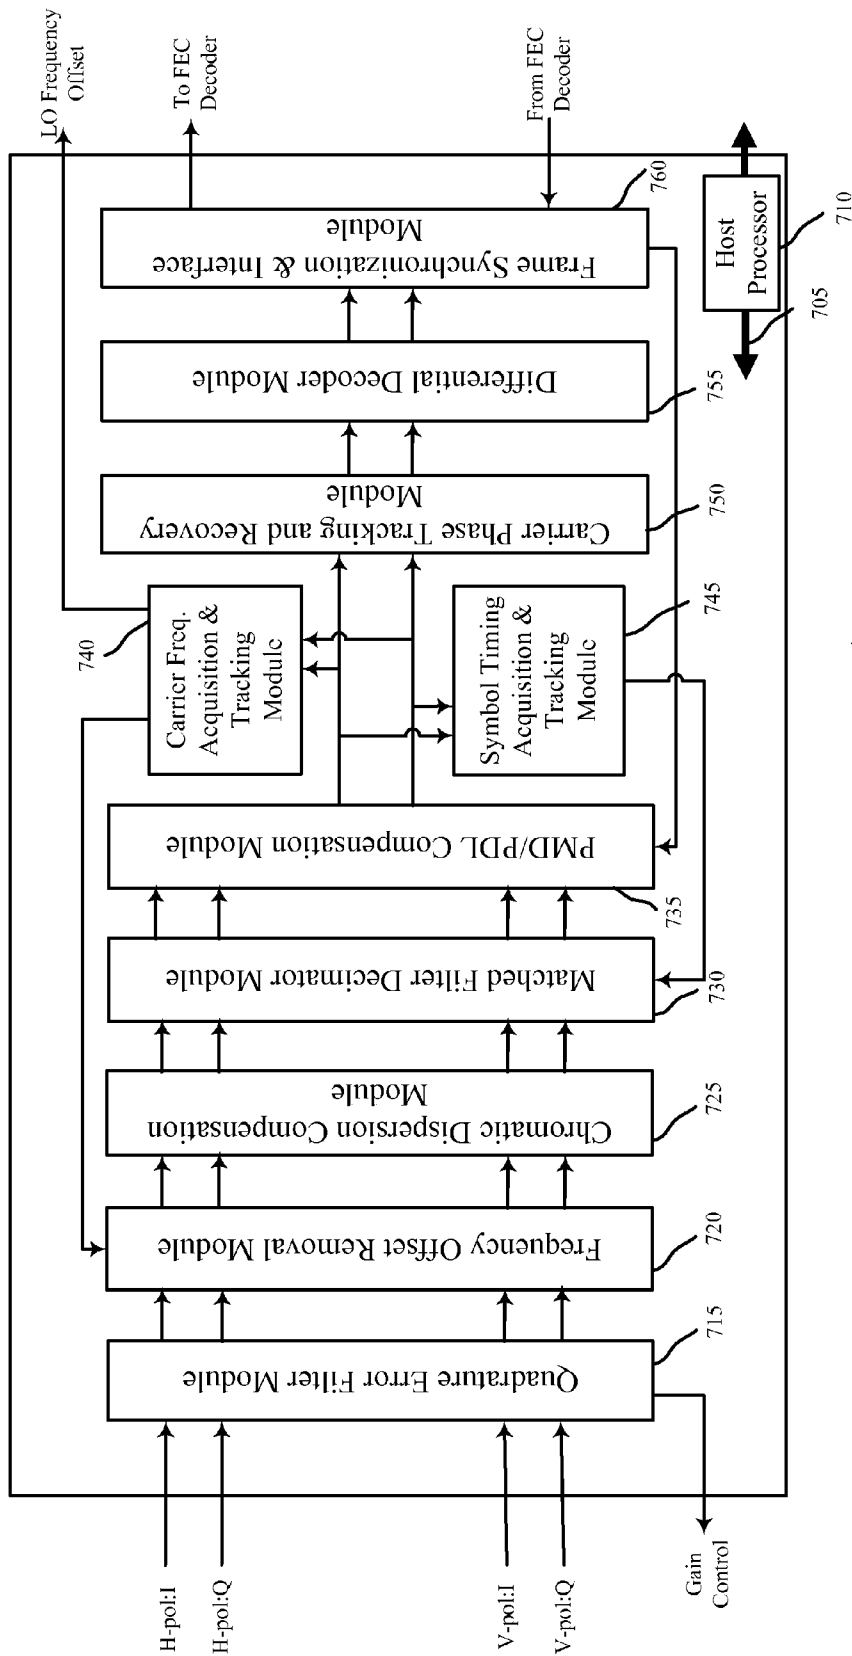 H-pol:I
H-pol:Q
V-pol:I
V-pol:Q
Gain
Control
Quadrature Error Filter Module
715
Frequency Offset Removal Module
720
Chromatic Dispersion Compensation
Module
725
Matched Filter Decimator Module
730
PMD/PDL Compensation Module
735
Carrier Freq.
Acquisition &
Tracking
Module
740
Symbol Timing
Acquisition &
Tracking
Module
745
Carrier Phase Tracking and Recovery
Module
750
Differential Decoder Module
755
Frame Synchronization & Interface
Module
760
Host
Processor
705
710
LO Frequency
Offset
To FEC
Decoder
From FEC
Decoder